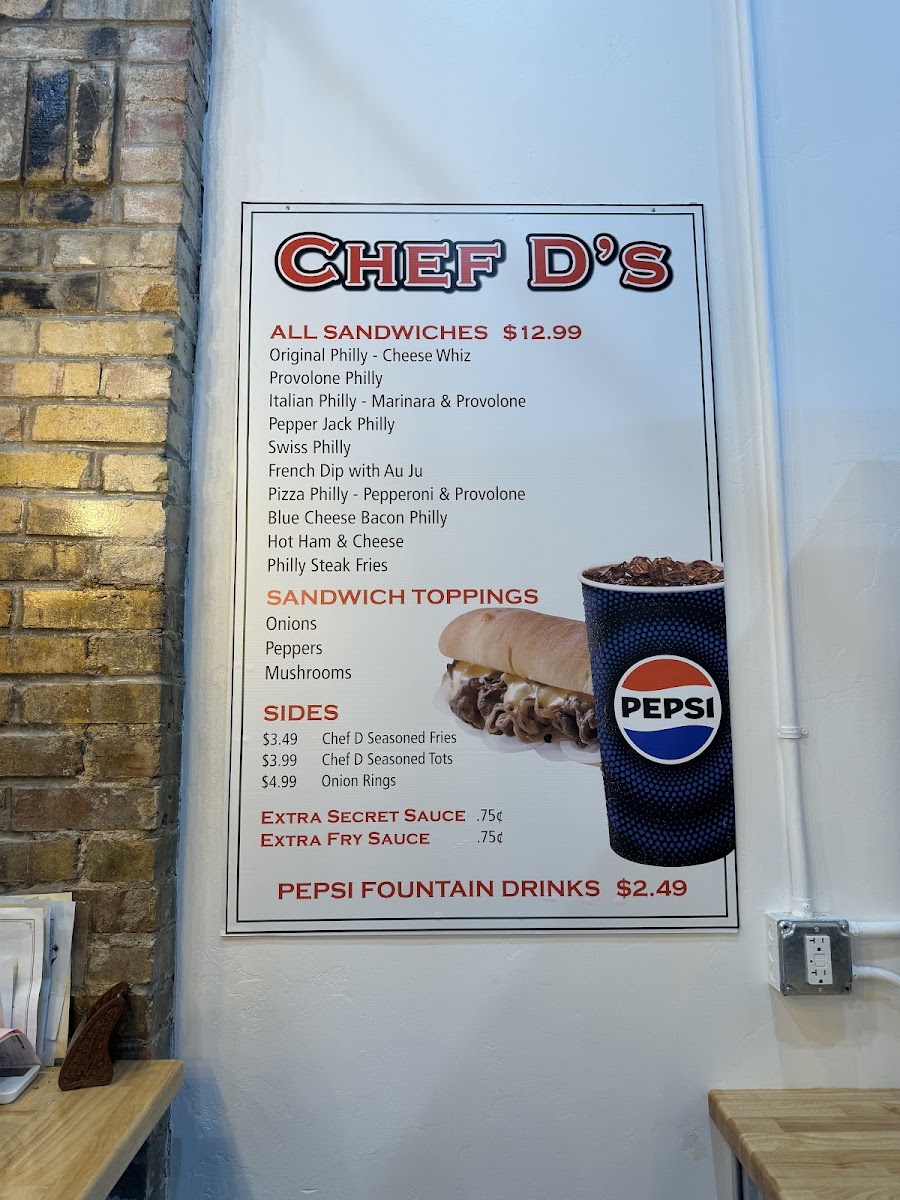 CHEF D's
ALL SANDWICHES $12.99
Original Philly - Cheese Whiz
Provolone Philly
Italian Philly - Marinara & Provolone
Pepper Jack Philly
Swiss Philly
French Dip with Au Ju
Pizza Philly - Pepperoni & Provolone
Blue Cheese Bacon Philly
Hot Ham & Cheese
Philly Steak Fries
SANDWICH TOPPINGS
Onions
Peppers
Mushrooms
PEPSI
SIDES
$3.49 Chef D Seasoned Fries
$3.99 Chef D Seasoned Tots
$4.99 Onion Rings
EXTRA SECRET SAUCE .75¢
EXTRA FRY SAUCE .75¢
PEPSI FOUNTAIN DRINKS $2.49